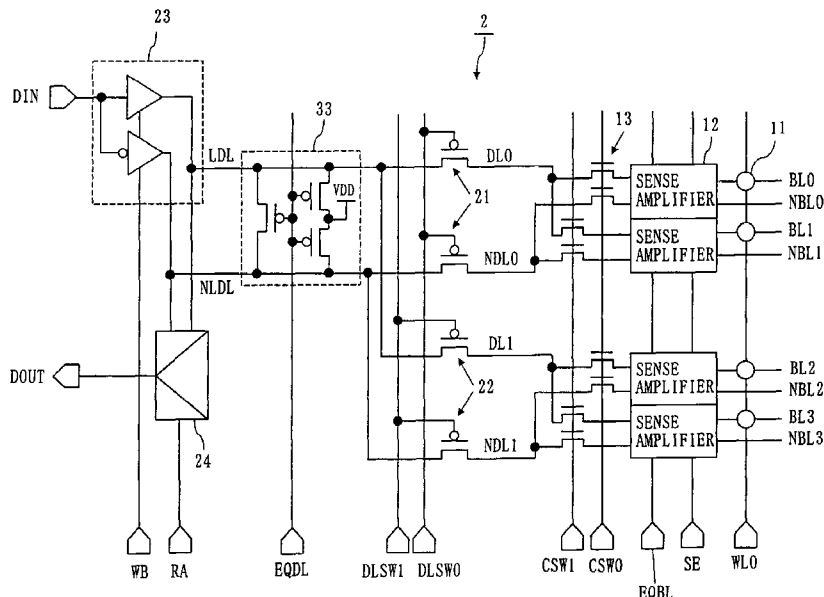 23
2
DIN
LDL
33
VDD
DL0
21
13
12
11
SENSE
AMPLIFIER
BL0
NBL0
SENSE
AMPLIFIER
BL1
NBL1
NLDL
NDL0
DL1
22
NDL1
SENSE
AMPLIFIER
BL2
NBL2
SENSE
AMPLIFIER
BL3
NBL3
DOUT
24
WB
RA
EQDL
DLSW1
DLSW0
CSW1
CSW0
EQBL
SE
WL0